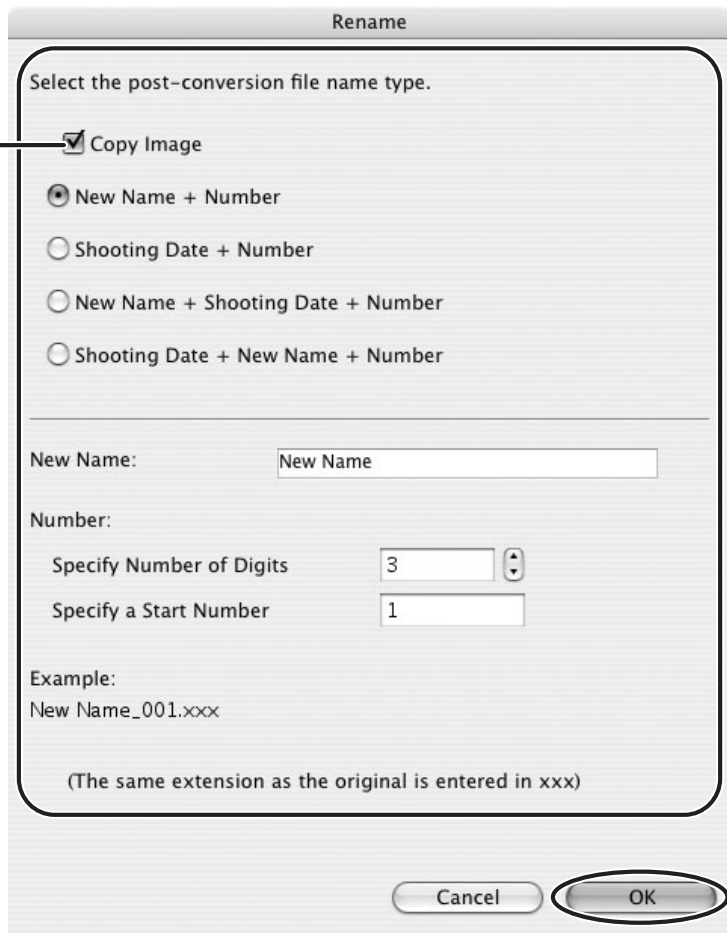 Rename
Select the post-conversion file name type.
Copy Image
New Name + Number
Shooting Date + Number
New Name + Shooting Date + Number
Shooting Date + New Name + Number
New Name: New Name
Number:
Specify Number of Digits 3
Specify a Start Number 1
Example:
New Name_001.xxx
(The same extension as the original is entered in xxx)
Cancel OK